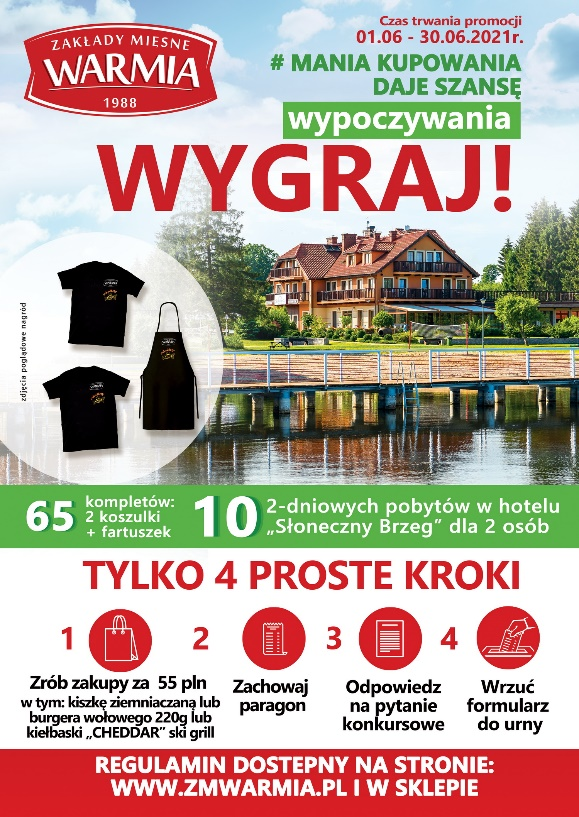 ZAKŁADY MIĘSNE
WARMIA
1988
Czas trwania promocji
01.06 - 30.06.2021r.
# MANIA KUPOWANIA
DAJE SZANSĘ
wypoczywania
WYGRAJ!
zdjęcia poglądowe nagród
65
kompletów:
2 koszulki
+ fartuszek
10
2-dniowych pobytów w hotelu
„Słoneczny Brzeg” dla 2 osób
TYLKO 4 PROSTE KROKI
1
Zrób zakupy za 55 pln
w tym: kiszkę ziemniaczaną lub
burgera wołowego 220g lub
kiełbaski „CHEDDAR” ski grill
2
Zachowaj
paragon
3
Odpowiedz
na pytanie
konkursowe
4
Wrzuć
formularz
do urny
REGULAMIN DOSTEPNY NA STRONIE:
WWW.ZMWARMIA.PL I W SKLEPIE